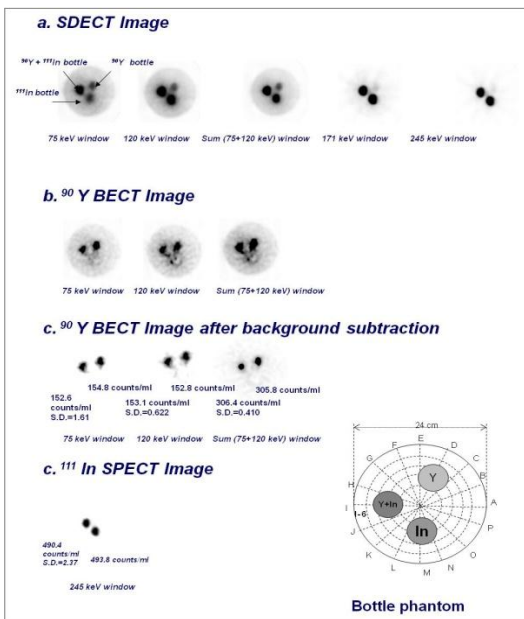 a. SDECT Image
⁹⁰Y + ¹¹¹In bottle
⁹⁰Y bottle
¹¹¹In bottle
75 keV window
120 keV window
Sum (75+120 keV) window
171 keV window
245 keV window
b. ⁹⁰ Y BECT Image
75 keV window
120 keV window
Sum (75+120 keV) window
c. ⁹⁰ Y BECT Image after background subtraction
154.8 counts/ml
152.6
counts/ml
S.D.=1.61
152.8 counts/ml
153.1 counts/ml
S.D.=0.622
305.8 counts/ml
306.4 counts/ml
S.D.=0.410
75 keV window
120 keV window
Sum (75+120 keV) window
c. ¹¹¹ In SPECT Image
490.4
counts/ml
S.D.=2.37
493.8 counts/ml
245 keV window
24 cm
E
F
D
G
C
H
B
Y
I
Y+In
A
I-6
J
In
P
K
O
L
M
N
Bottle phantom